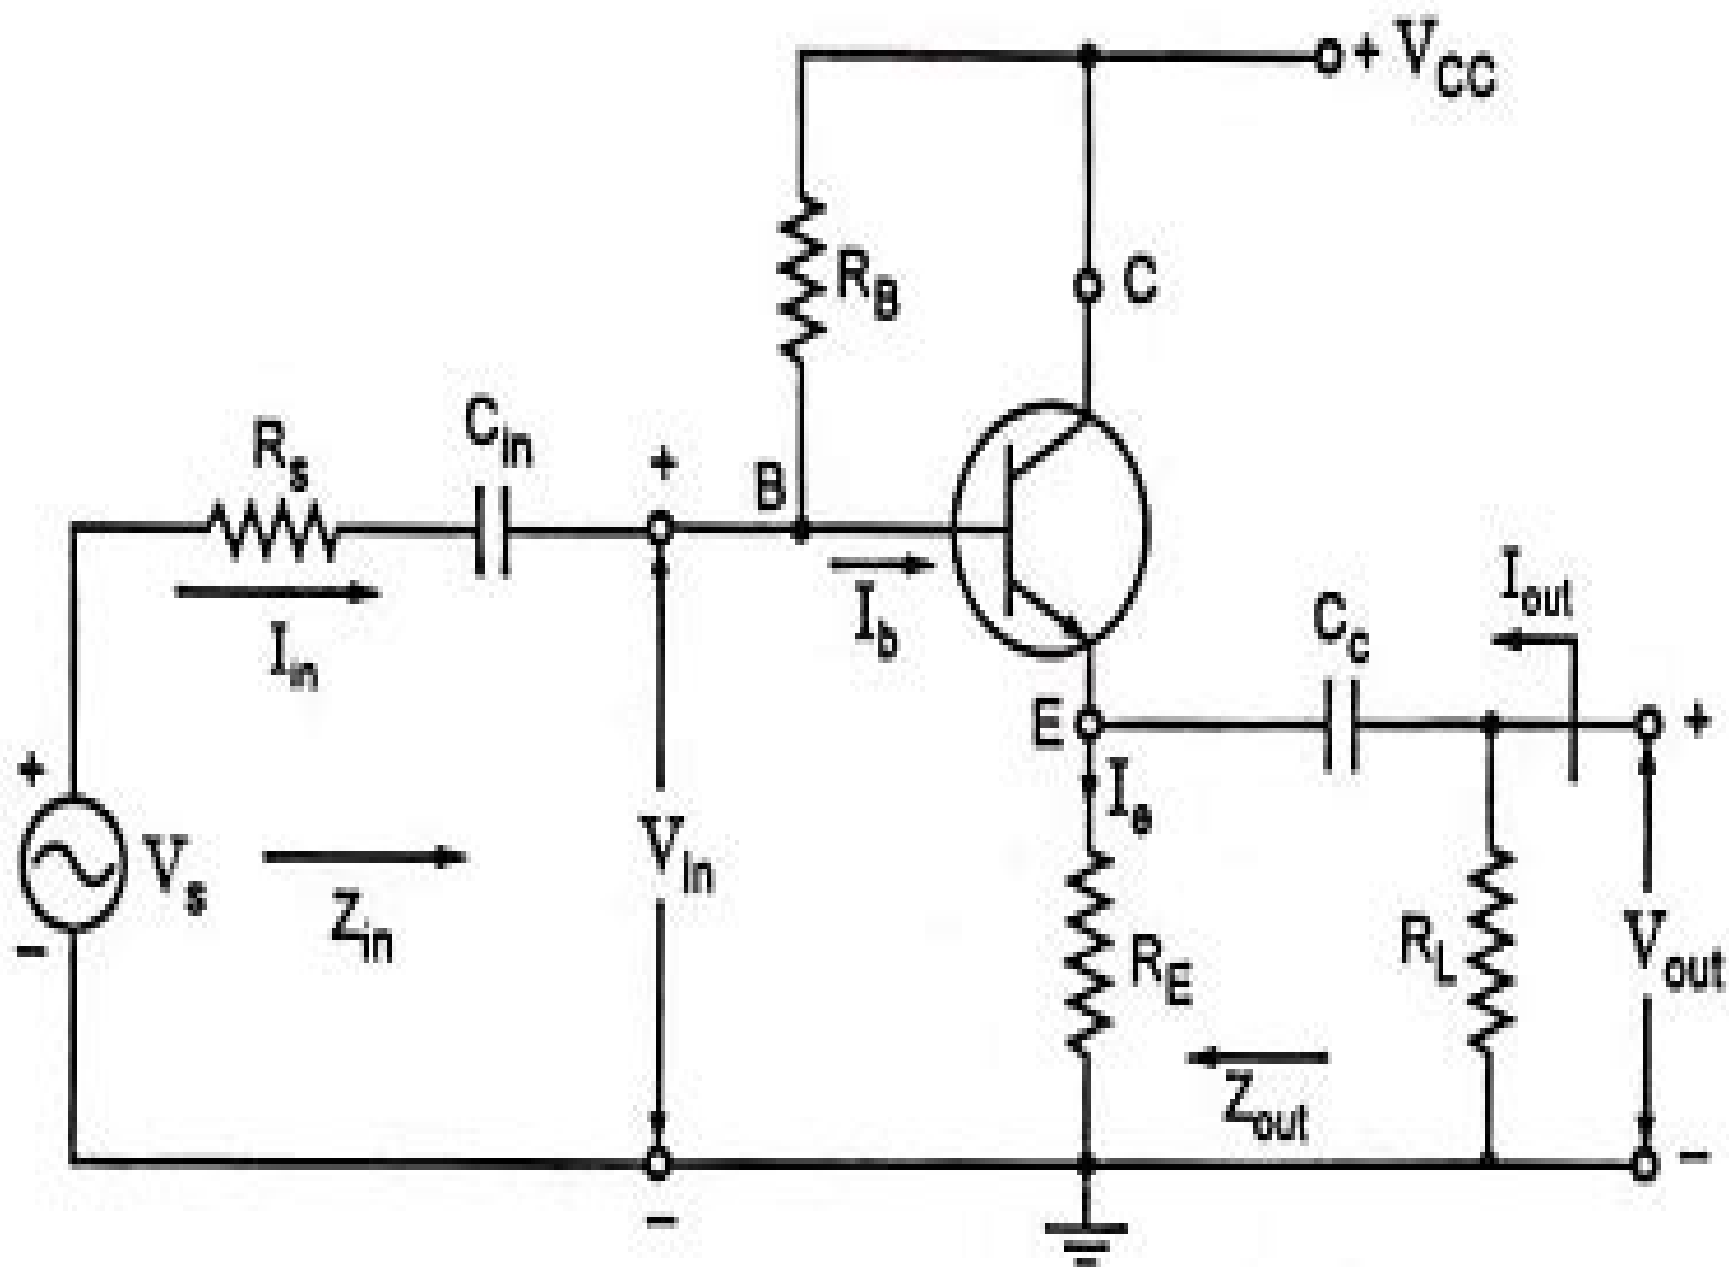 + V_CC
R_B
C
R_s
C_in
+
B
I_in
I_b
I_out
C_c
E
+
I_e
+
V_s
Z_in
V_in
R_E
R_L
V_out
-
Z_out
-
-